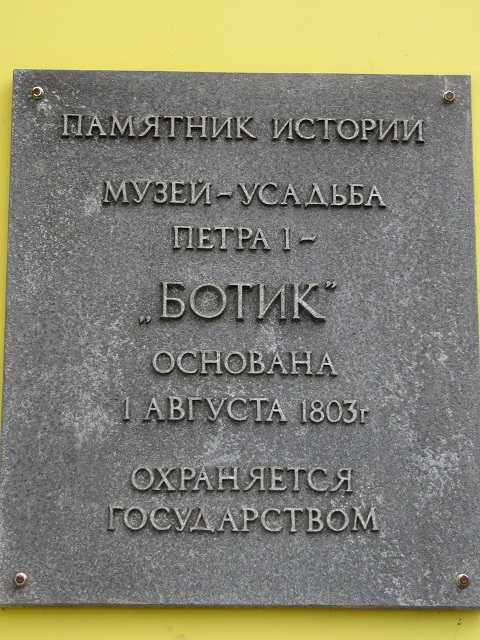 ПАМЯТНИК ИСТОРИИ
МУЗЕЙ-УСАДЬБА
ПЕТРА I-
„БОТИК”
ОСНОВАНА
1 АВГУСТА 1803г
ОХРАНЯЕТСЯ
ГОСУДАРСТВОМ